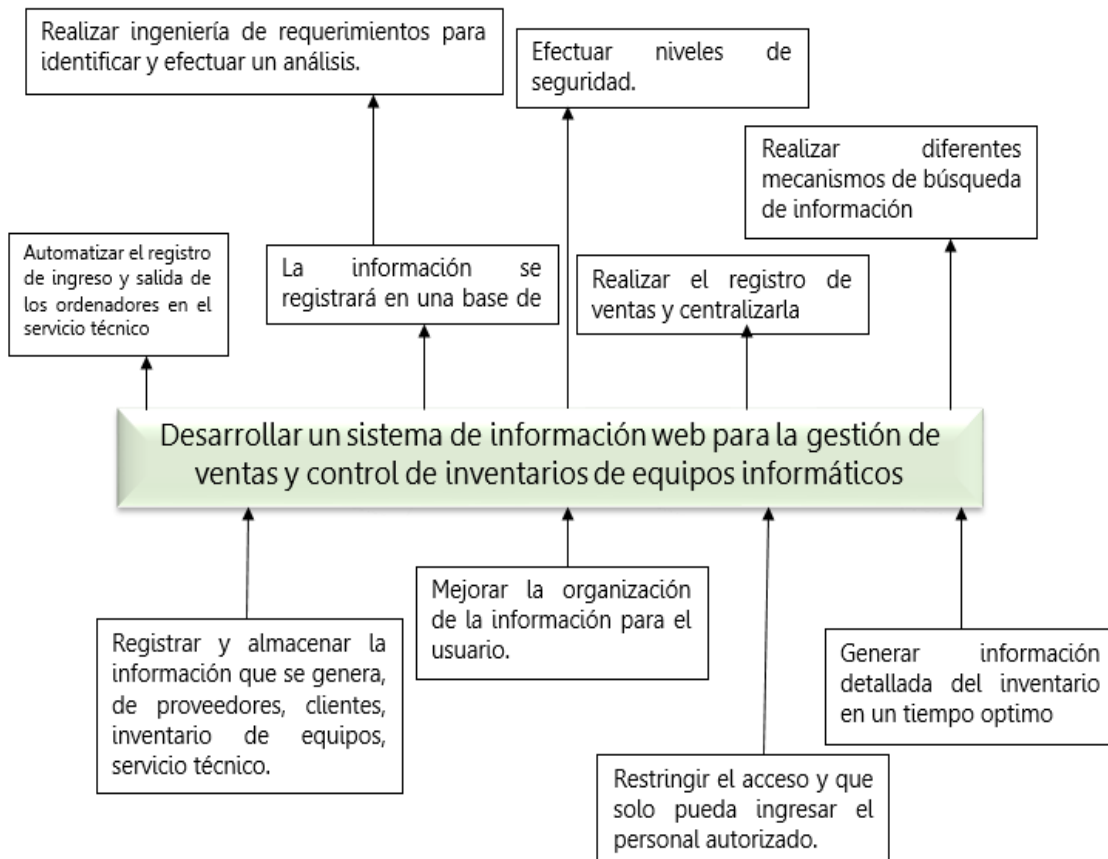 Realizar ingeniería de requerimientos para
identificar y efectuar un análisis.
Efectuar niveles de
seguridad.
Realizar diferentes
mecanismos de búsqueda
de información
Automatizar el registro
de ingreso y salida de
los ordenadores en el
servicio técnico
La información se
registrará en una base de
Realizar el registro de
ventas y centralizarla
Desarrollar un sistema de información web para la gestión de
ventas y control de inventarios de equipos informáticos
Registrar y almacenar la
información que se genera,
de proveedores, clientes,
inventario de equipos,
servicio técnico.
Mejorar la organización
de la información para el
usuario.
Restringir el acceso y que
solo pueda ingresar el
personal autorizado.
Generar información
detallada del inventario
en un tiempo optimo